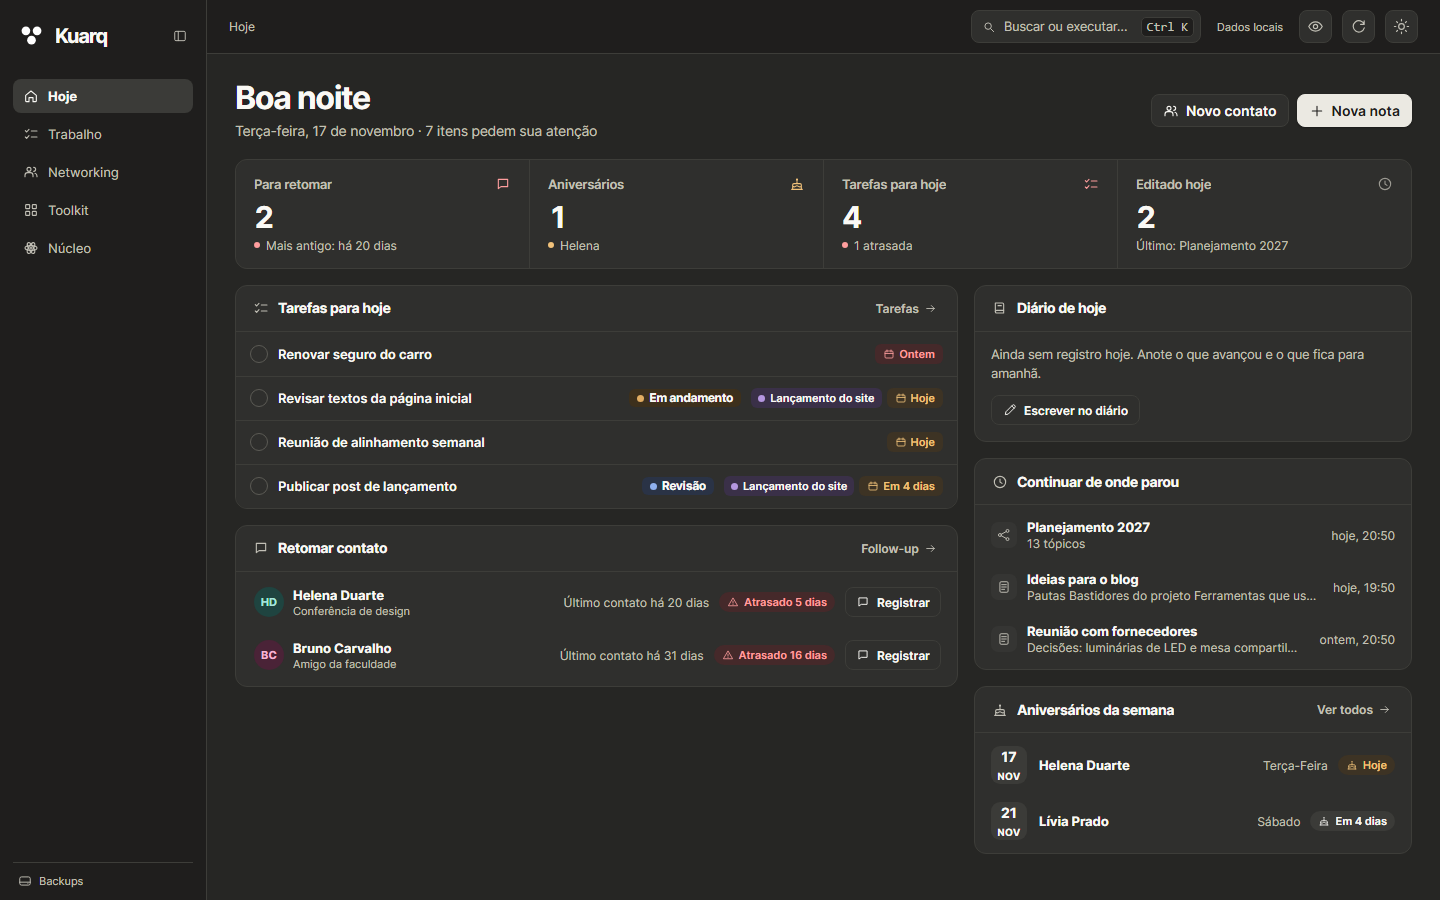 Kuarq
Hoje
Trabalho
Networking
Toolkit
Núcleo
Backups
Hoje
Buscar ou executar... Ctrl K
Dados locais
Boa noite
Terça-feira, 17 de novembro · 7 itens pedem sua atenção
Novo contato
Nova nota
Para retomar
2
Mais antigo: há 20 dias
Aniversários
1
Helena
Tarefas para hoje
4
1 atrasada
Editado hoje
2
Último: Planejamento 2027
Tarefas para hoje
Tarefas →
Renovar seguro do carro Ontem
Revisar textos da página inicial Em andamento Lançamento do site Hoje
Reunião de alinhamento semanal Hoje
Publicar post de lançamento Revisão Lançamento do site Em 4 dias
Retomar contato
Follow-up →
HD
Helena Duarte
Conferência de design
Último contato há 20 dias Atrasado 5 dias Registrar
BC
Bruno Carvalho
Amigo da faculdade
Último contato há 31 dias Atrasado 16 dias Registrar
Diário de hoje
Ainda sem registro hoje. Anote o que avançou e o que fica para
amanhã.
Escrever no diário
Continuar de onde parou
Planejamento 2027
13 tópicos
hoje, 20:50
Ideias para o blog
Pautas Bastidores do projeto Ferramentas que us...
hoje, 19:50
Reunião com fornecedores
Decisões: luminárias de LED e mesa compartil...
ontem, 20:50
Aniversários da semana
Ver todos →
17
NOV
Helena Duarte
Terça-Feira Hoje
21
NOV
Lívia Prado
Sábado Em 4 dias